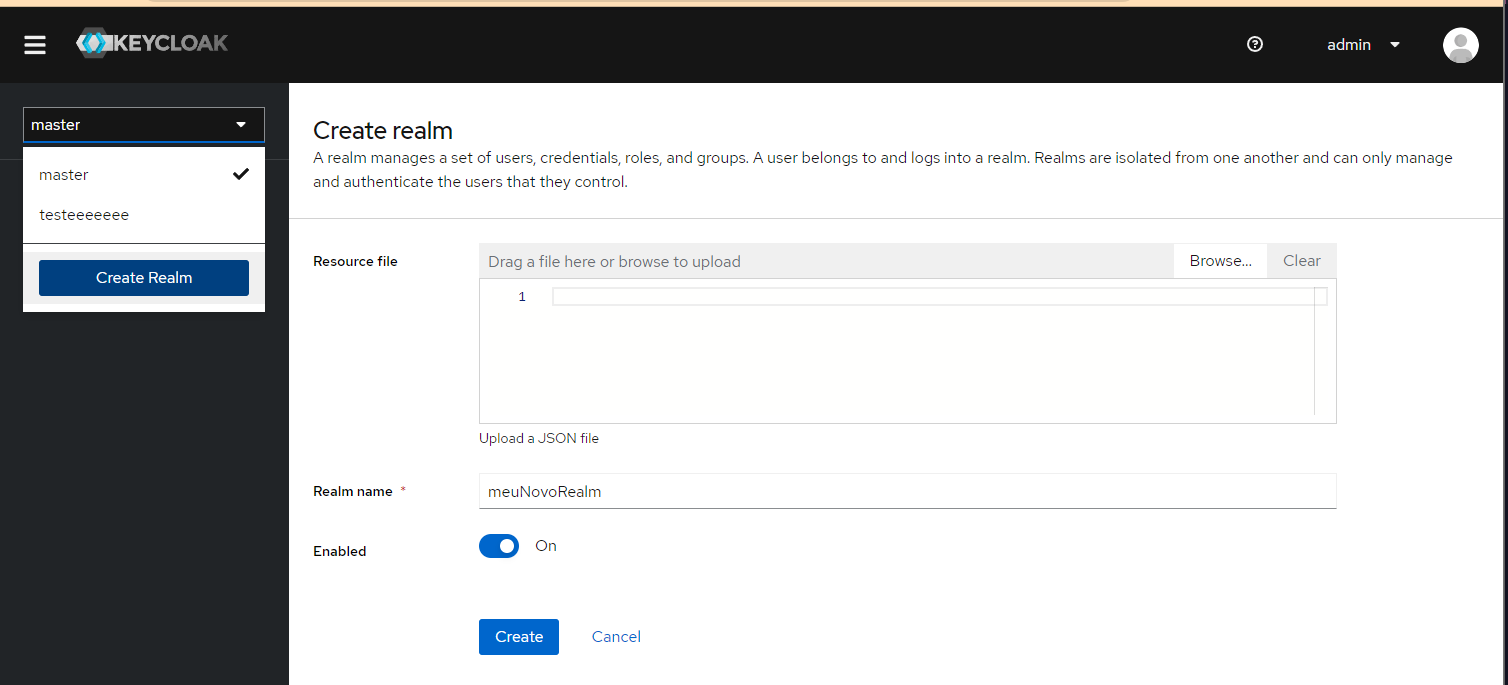 KEYCLOAK
admin
master
master
testeeeeeee
Create Realm
Create realm
A realm manages a set of users, credentials, roles, and groups. A user belongs to and logs into a realm. Realms are isolated from one another and can only manage
and authenticate the users that they control.
Resource file
Drag a file here or browse to upload
Browse...
Clear
1
Upload a JSON file
Realm name *
meuNovoRealm
Enabled
On
Create
Cancel